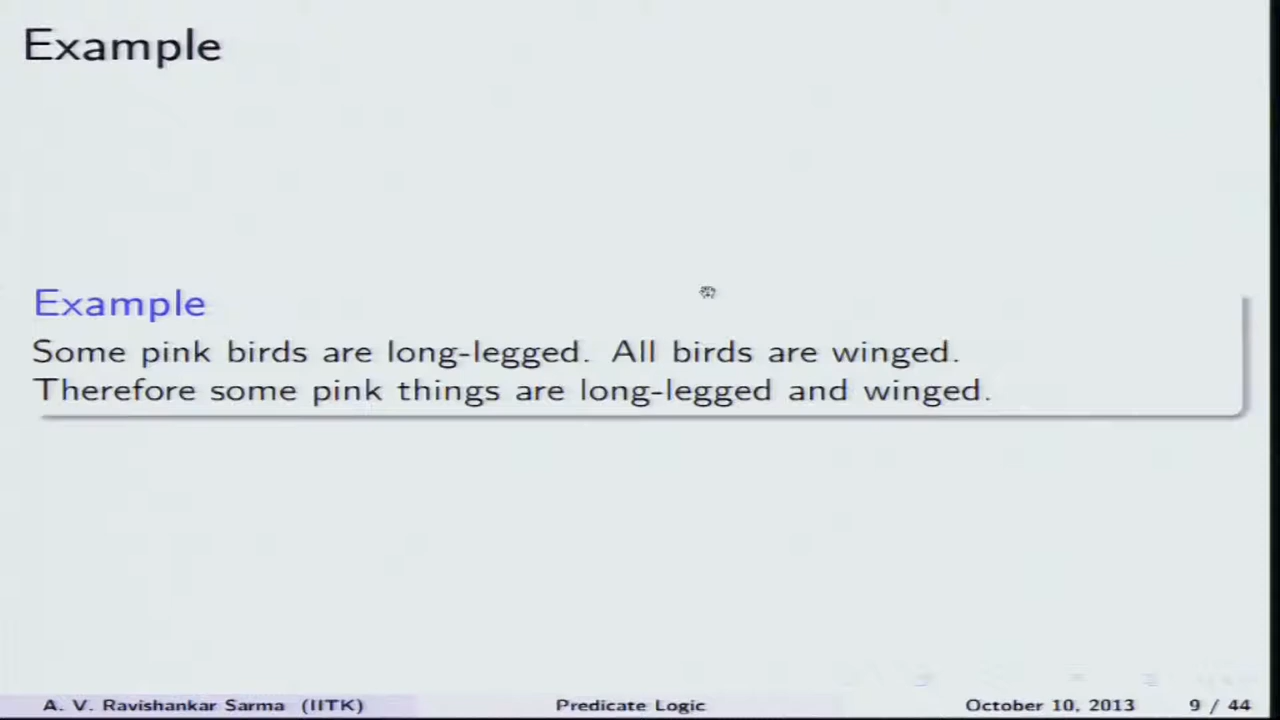 Example
Example
Some pink birds are long-legged. All birds are winged.
Therefore some pink things are long-legged and winged.
A. V. Ravishankar Sarma (IITK) Predicate Logic October 10, 2013 9 / 44